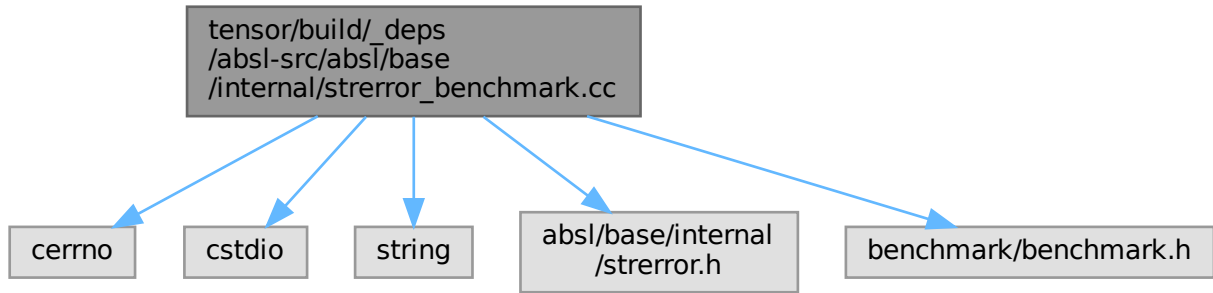 tensor/build/_deps
/absl-src/absl/base
/internal/strerror_benchmark.cc
cerrno
cstdio
string
absl/base/internal
/strerror.h
benchmark/benchmark.h